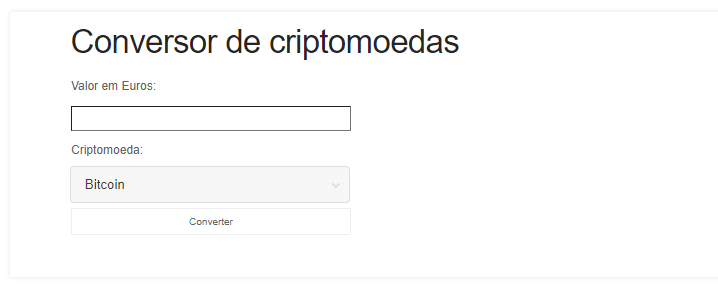 Conversor de criptomoedas
Valor em Euros:
Criptomoeda:
Bitcoin
Converter